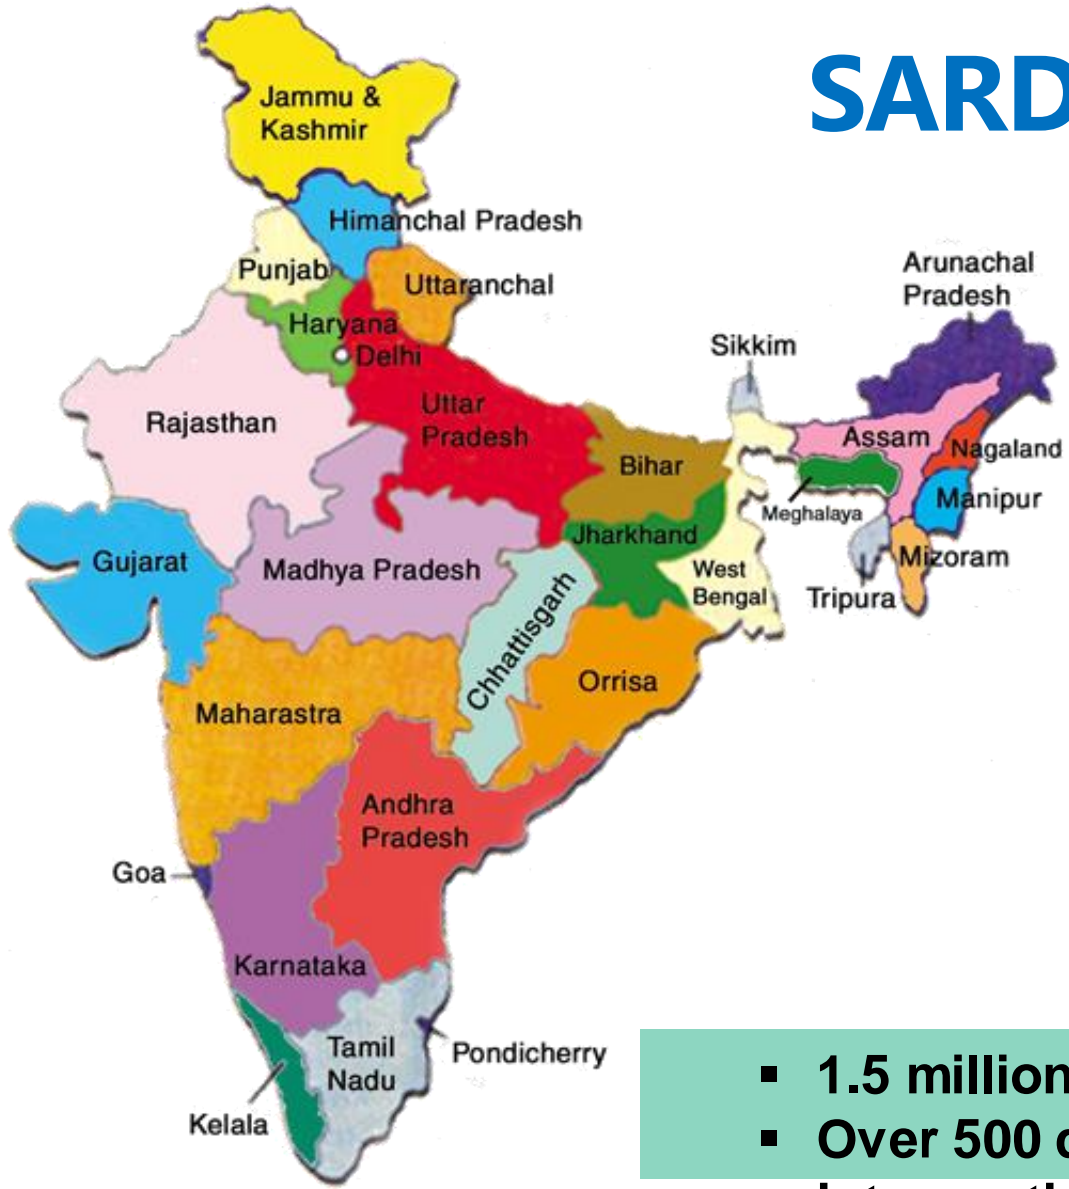 SARD
Jammu &
Kashmir
Himanchal Pradesh
Punjab
Uttaranchal
Arunachal
Pradesh
Haryana
Delhi
Sikkim
Rajasthan
Uttar
Pradesh
Assam
Nagaland
Bihar
Manipur
Meghalaya
Jharkhand
Gujarat
Madhya Pradesh
West
Bengal
Mizoram
Tripura
Chhattisgarh
Orrisa
Maharastra
Andhra
Pradesh
Goa
Karnataka
Tamil
Nadu
Pondicherry
Kelala
▪ 1.5 million
▪ Over 500